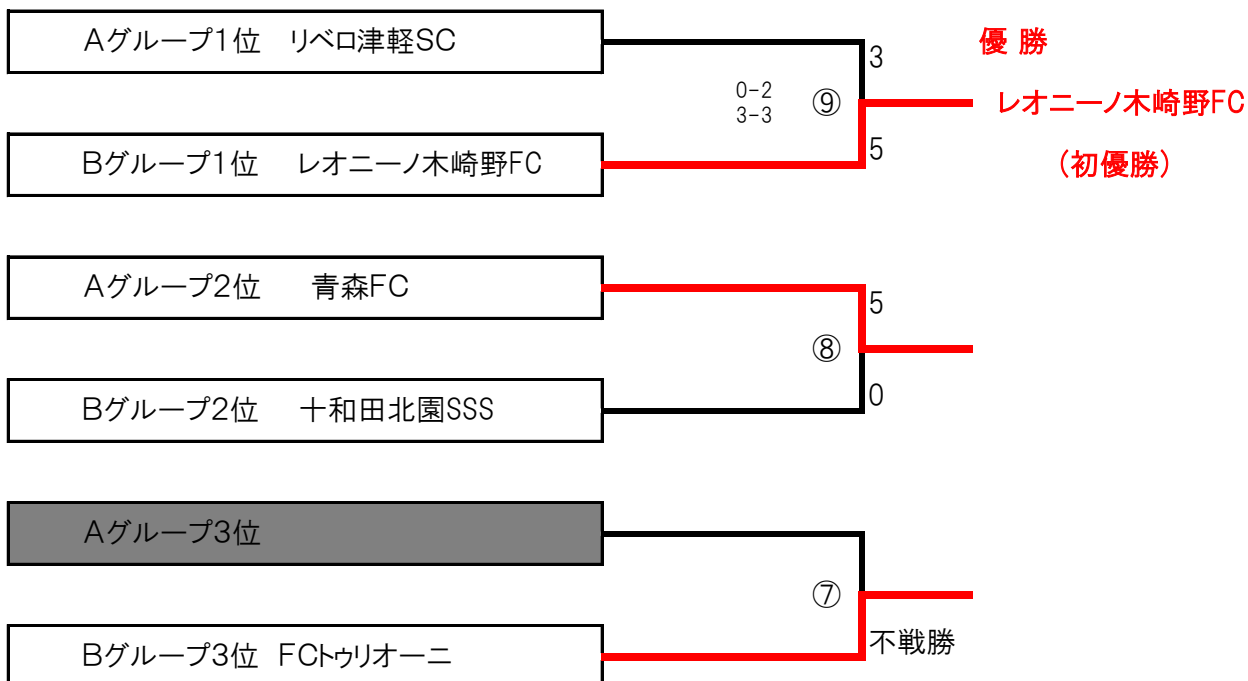 Aグループ1位 リベロ津軽SC
3
優 勝
0-2
3-3
⑨
レオニーノ木崎野FC
Bグループ1位 レオニーノ木崎野FC
5
(初優勝)
Aグループ2位 青森FC
5
⑧
Bグループ2位 十和田北園SSS
0
Aグループ3位
⑦
Bグループ3位 FCトゥリオーニ
不戦勝